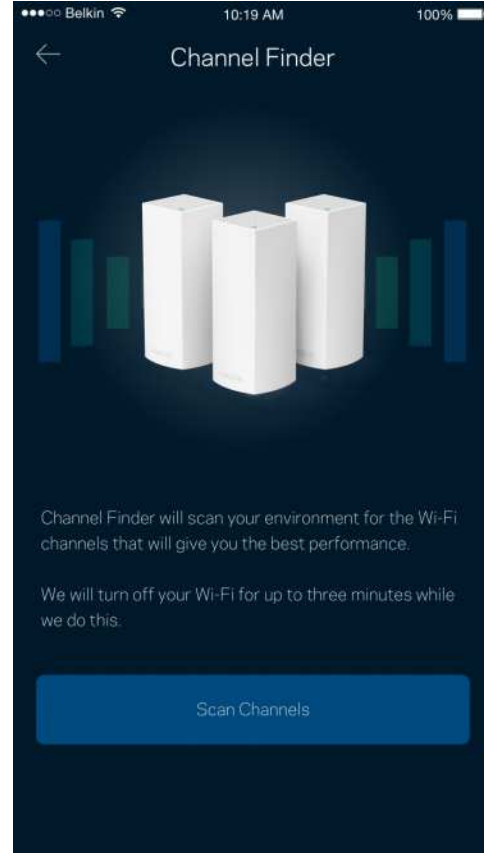 Belkin 10:19 AM 100%
Channel Finder
Channel Finder will scan your environment for the Wi-Fi
channels that will give you the best performance.
We will turn off your Wi-Fi for up to three minutes while
we do this.
Scan Channels